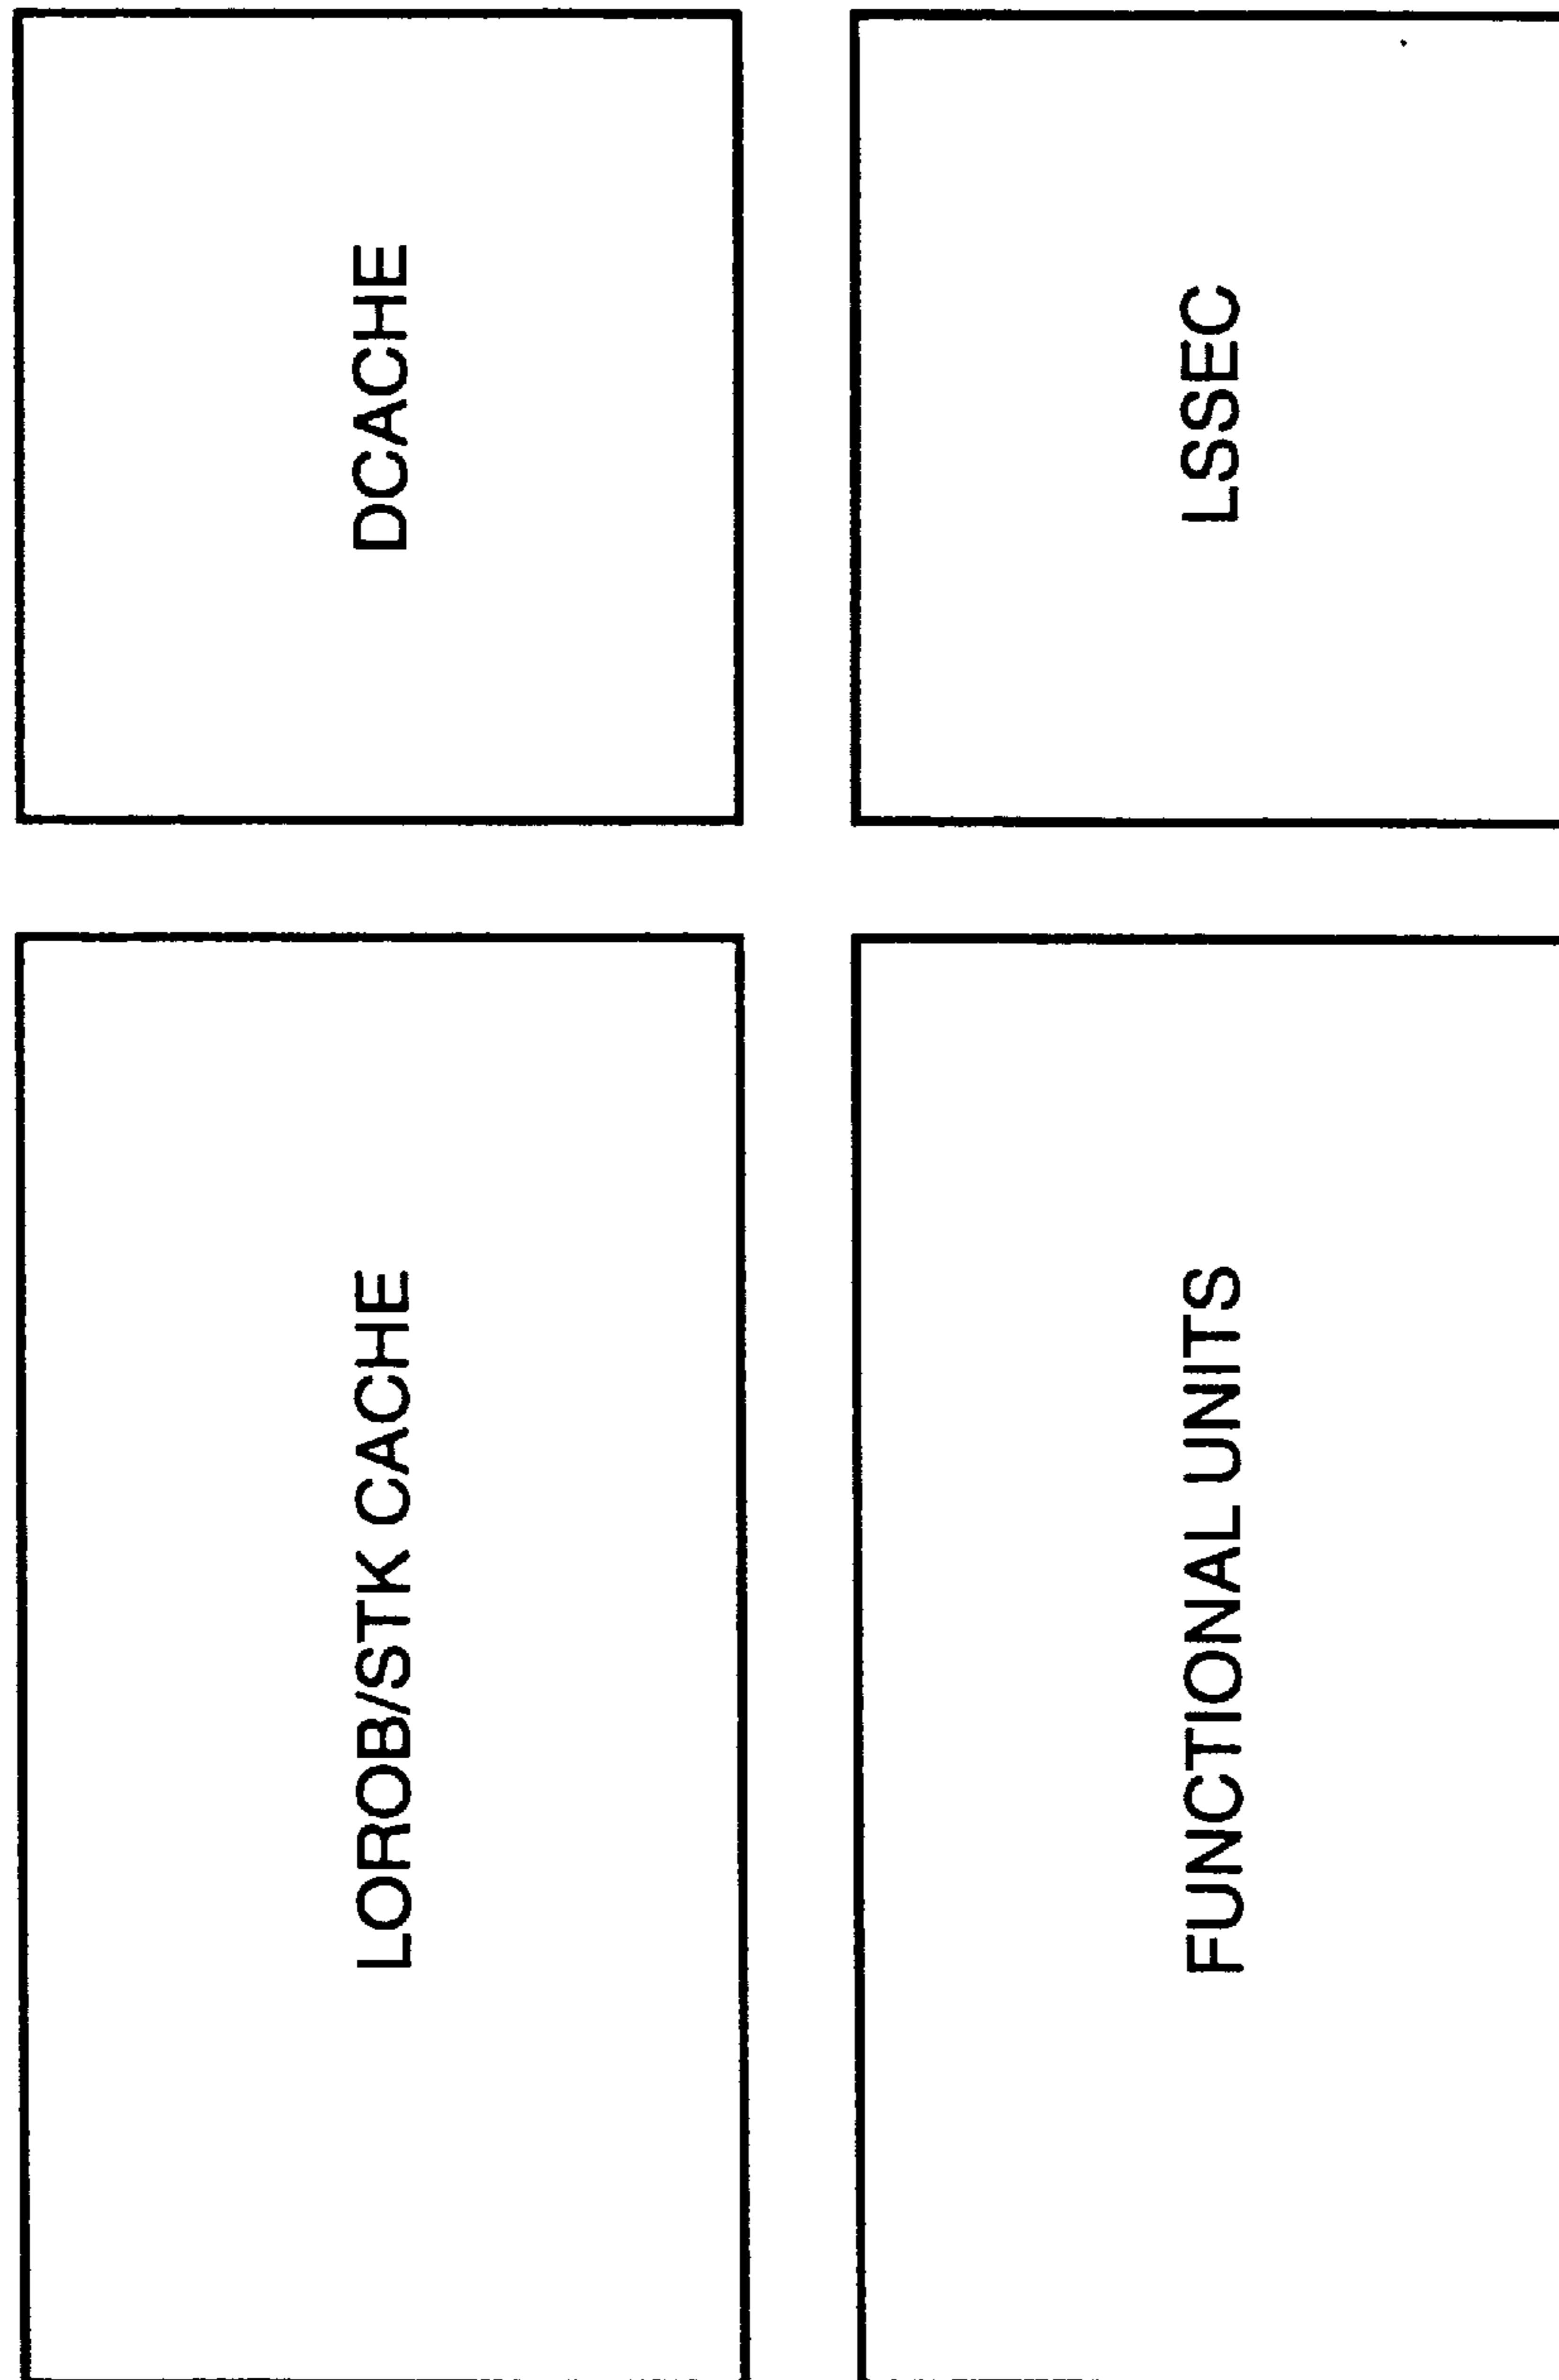 LOROB/STK CACHE
DCACHE
FUNCTIONAL UNITS
LSSEC